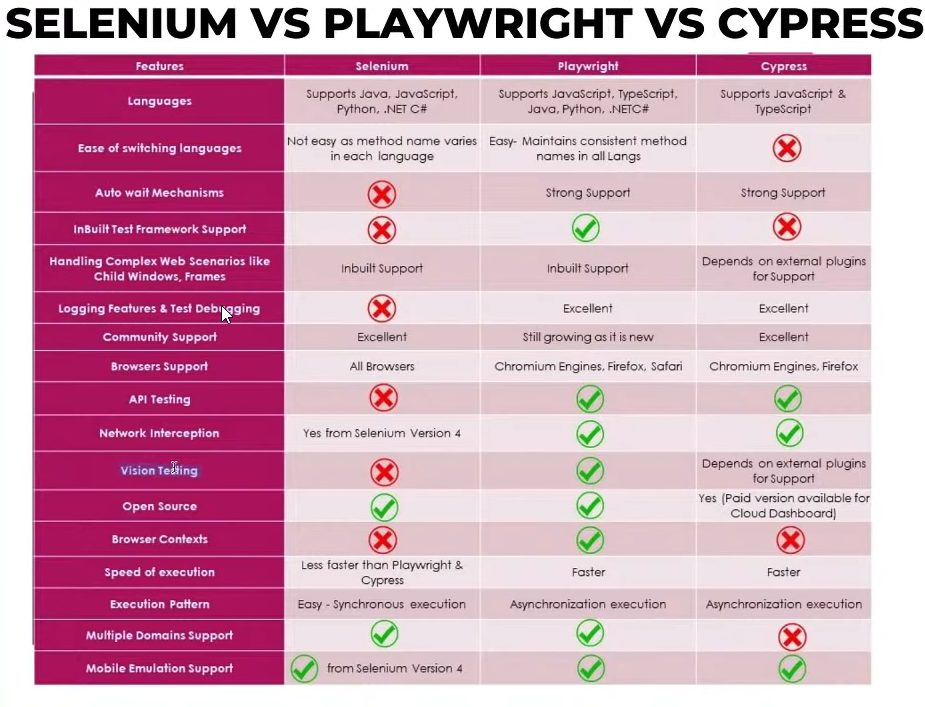 SELENIUM VS PLAYWRIGHT VS CYPRESS
Features Selenium Playwright Cypress
Languages
Supports Java, JavaScript,
Python, .NET C#
Supports JavaScript, TypeScript,
Java, Python, .NETC#
Supports JavaScript &
TypeScript
Ease of switching languages
Not easy as method name varies
in each language
Easy- Maintains consistent method
names in all Langs
Auto wait Mechanisms Strong Support Strong Support
InBuilt Test Framework Support
Handling Complex Web Scenarios like
Child Windows, Frames
Inbuilt Support
Inbuilt Support
Depends on external plugins
for Support
Logging Features & Test Debugging Excellent Excellent
Community Support Excellent Still growing as it is new Excellent
Browsers Support All Browsers Chromium Engines, Firefox, Safari Chromium Engines, Firefox
API Testing
Network Interception Yes from Selenium Version 4
Vision Testing
Depends on external plugins
for Support
Open Source
Yes (Paid version available for
Cloud Dashboard)
Browser Contexts
Speed of execution
Less faster than Playwright &
Cypress
Faster
Faster
Execution Pattern Easy - Synchronous execution Asynchronization execution Asynchronization execution
Multiple Domains Support
Mobile Emulation Support from Selenium Version 4